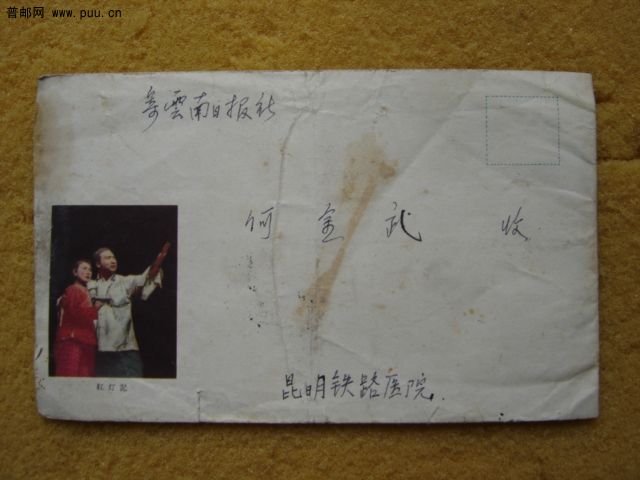 普邮网 www.puu.cn
寄雲南日报社
何金武 收
红灯记
昆明铁路医院.